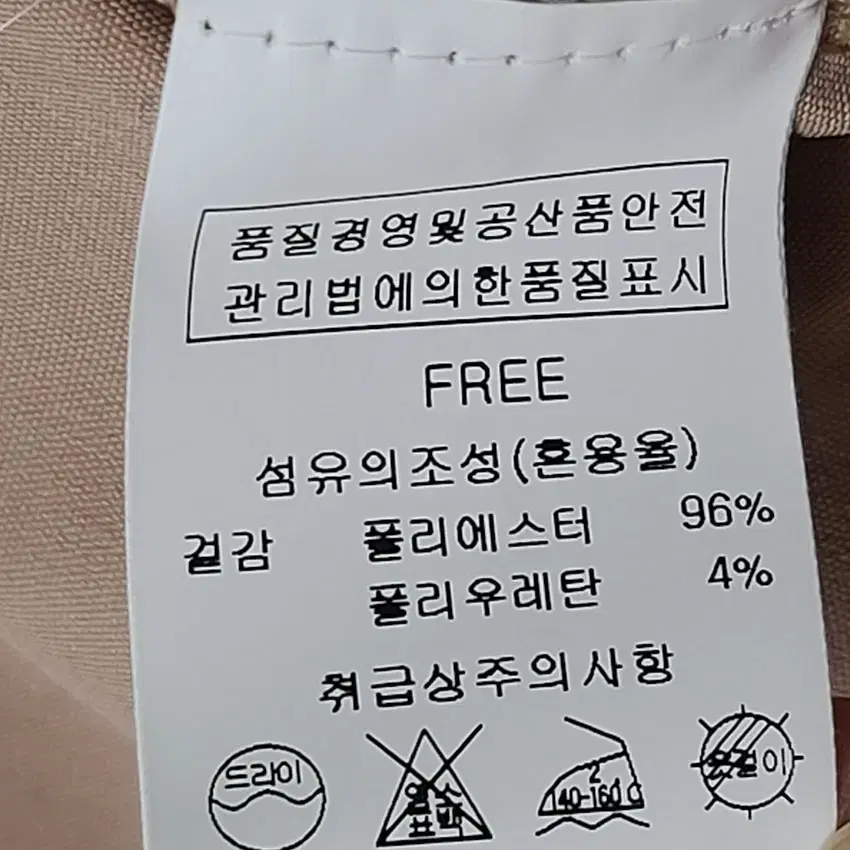 품질경영및공산품안전
관리법에의한품질표시
FREE
섬유의조성(혼용율)
겉감 폴리에스터 96%
폴리우레탄 4%
취급상주의사항
드라이
염소
표백
2
140-160℃
옷걸이